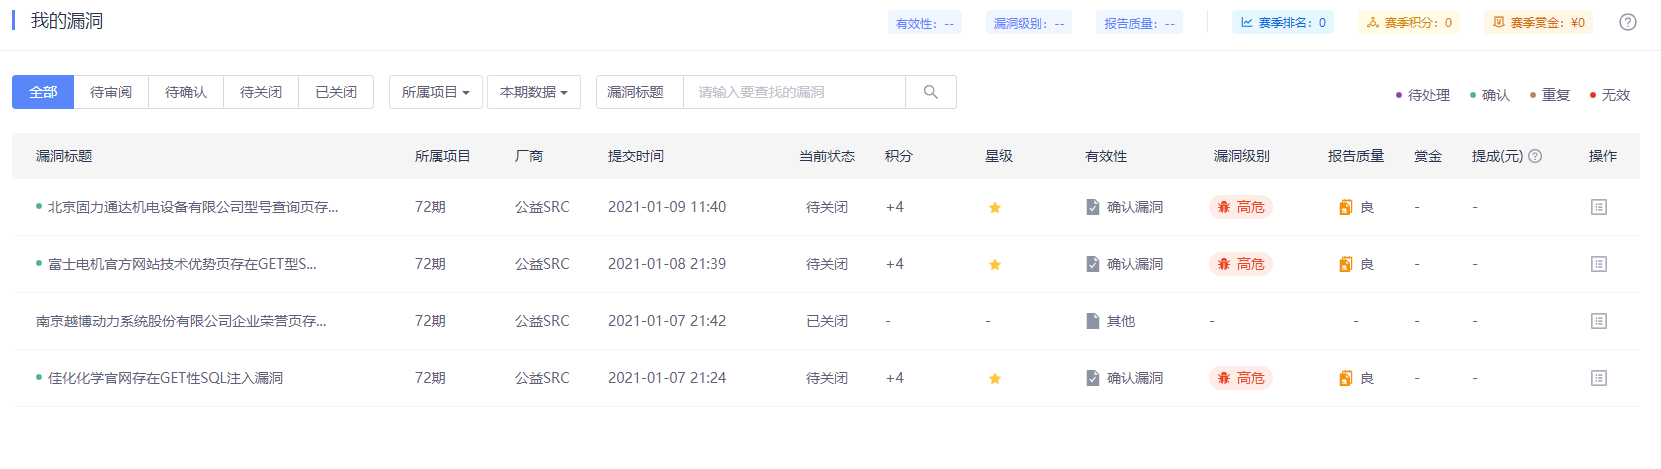 我的漏洞 有效性: -- 漏洞级别: -- 报告质量: -- 赛季排名: 0 赛季积分: 0 赛季赏金: ¥0
全部 待审阅 待确认 待关闭 已关闭 所属项目 本期数据 漏洞标题 请输入要查找的漏洞 待处理 确认 重复 无效
漏洞标题 所属项目 厂商 提交时间 当前状态 积分 星级 有效性 漏洞级别 报告质量 赏金 提成(元) 操作
北京固力通达机电设备有限公司型号查询页存... 72期 公益SRC 2021-01-09 11:40 待关闭 +4 确认漏洞 高危 良 - -
富士电机官方网站技术优势页存在GET型S... 72期 公益SRC 2021-01-08 21:39 待关闭 +4 确认漏洞 高危 良 - -
南京越博动力系统股份有限公司企业荣誉页存... 72期 公益SRC 2021-01-07 21:42 已关闭 - - 其他 - - - -
佳化化学官网存在GET性SQL注入漏洞 72期 公益SRC 2021-01-07 21:24 待关闭 +4 确认漏洞 高危 良 - -